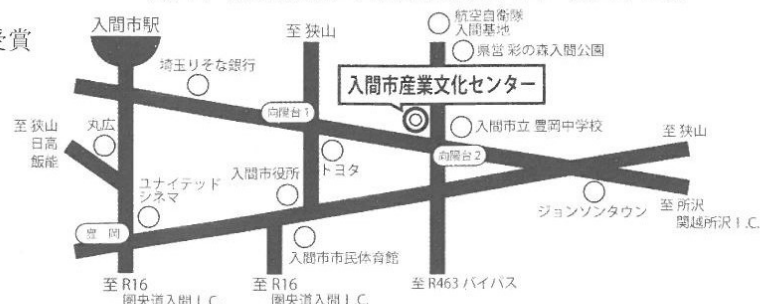 賞
入間市駅
至 狭山
航空自衛隊
入間基地
県営 彩の森入間公園
埼玉りそな銀行
入間市産業文化センター
向陽台1
至 狭山
日高
飯能
丸広
入間市立 豊岡中学校
至 狭山
向陽台2
トヨタ
入間市役所
ユナイテッド
シネマ
ジョンソンタウン
至 所沢
関越所沢 I.C.
豊 岡
入間市市民体育館
至 R16
圏央道入間 I.C.
至 R16
圏央道入間 I.C.
至 R463 バイパス